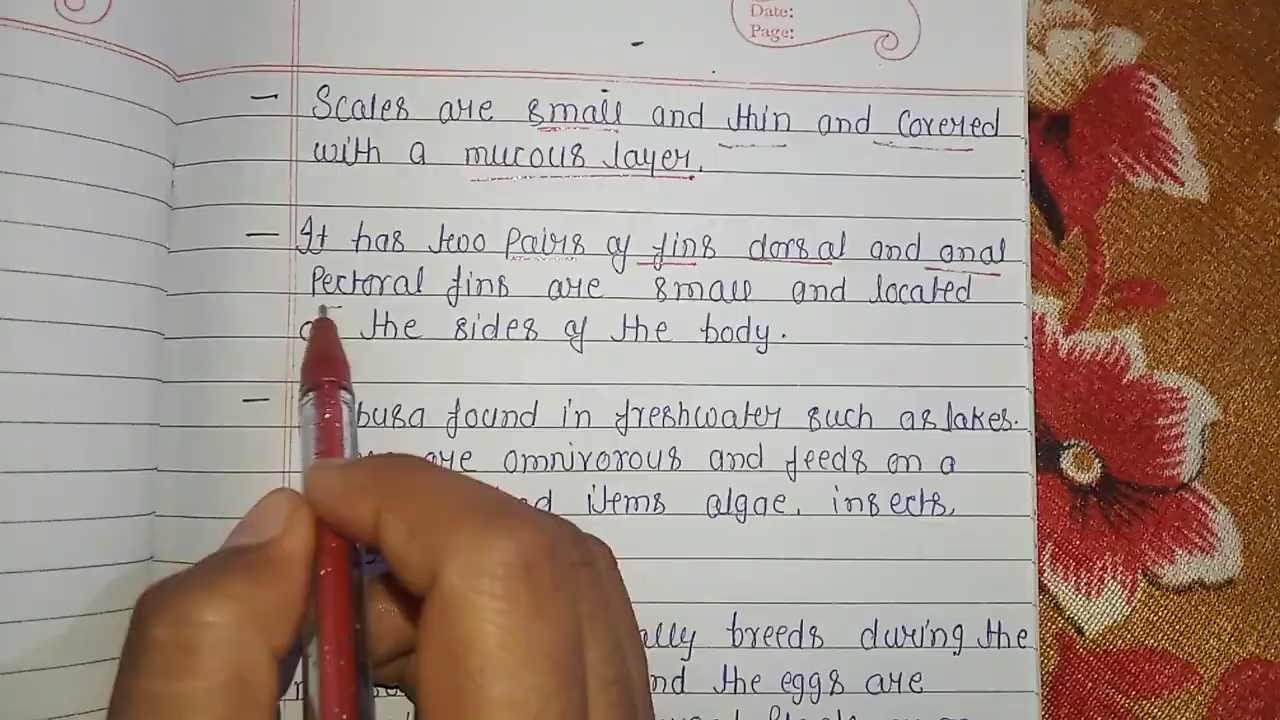 Date:
Page:
- Scales are small and thin and Covered
with a mucous layer.
- It has two Pairs of fins dorsal and anal
Pectoral fins are small and located
the sides of the body.
- found in freshwater such as lakes.
are omnivorous and feeds on a
items algae, insects,
breeds during the
the eggs are